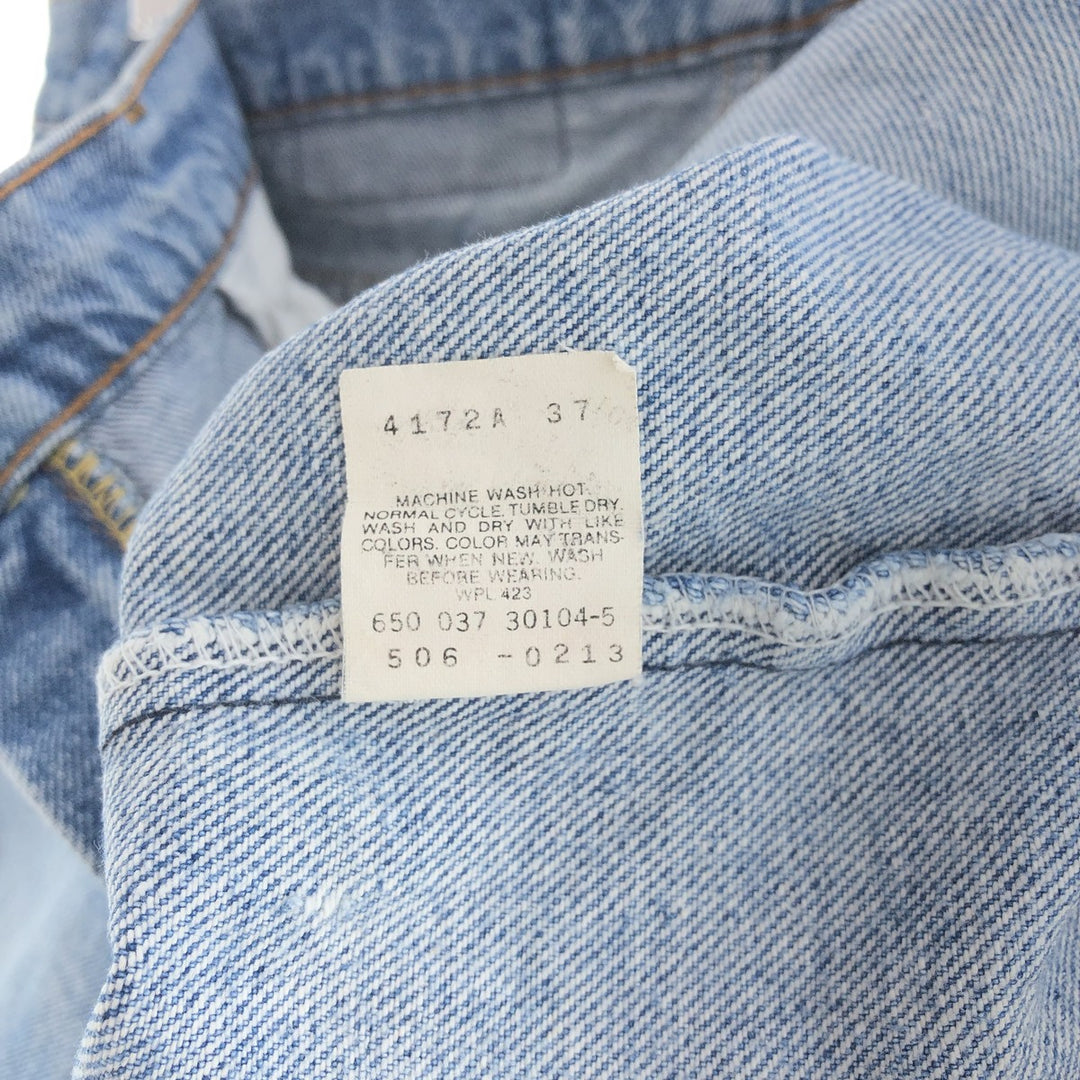 4172A 37
MACHINE WASH HOT.
NORMAL CYCLE. TUMBLE DRY.
WASH AND DRY WITH LIKE
COLORS. COLOR MAY TRANS-
FER WHEN NEW. WASH
BEFORE WEARING.
WPL 423
650 037 30104-5
506 -0213